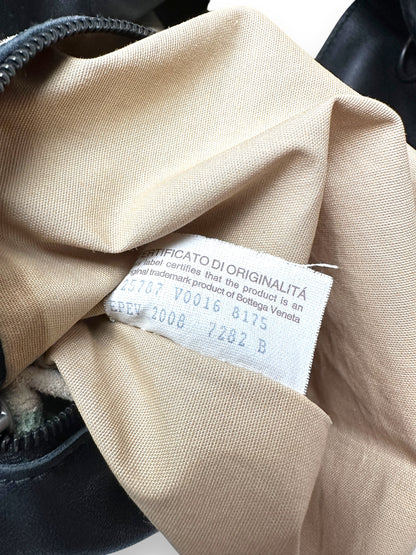 CERTIFICATO DI ORIGINALITÁ
label certifies that the product is an
original trademark product of Bottega Veneta
25787 V0016 8175
EPEV 2008 7282 B